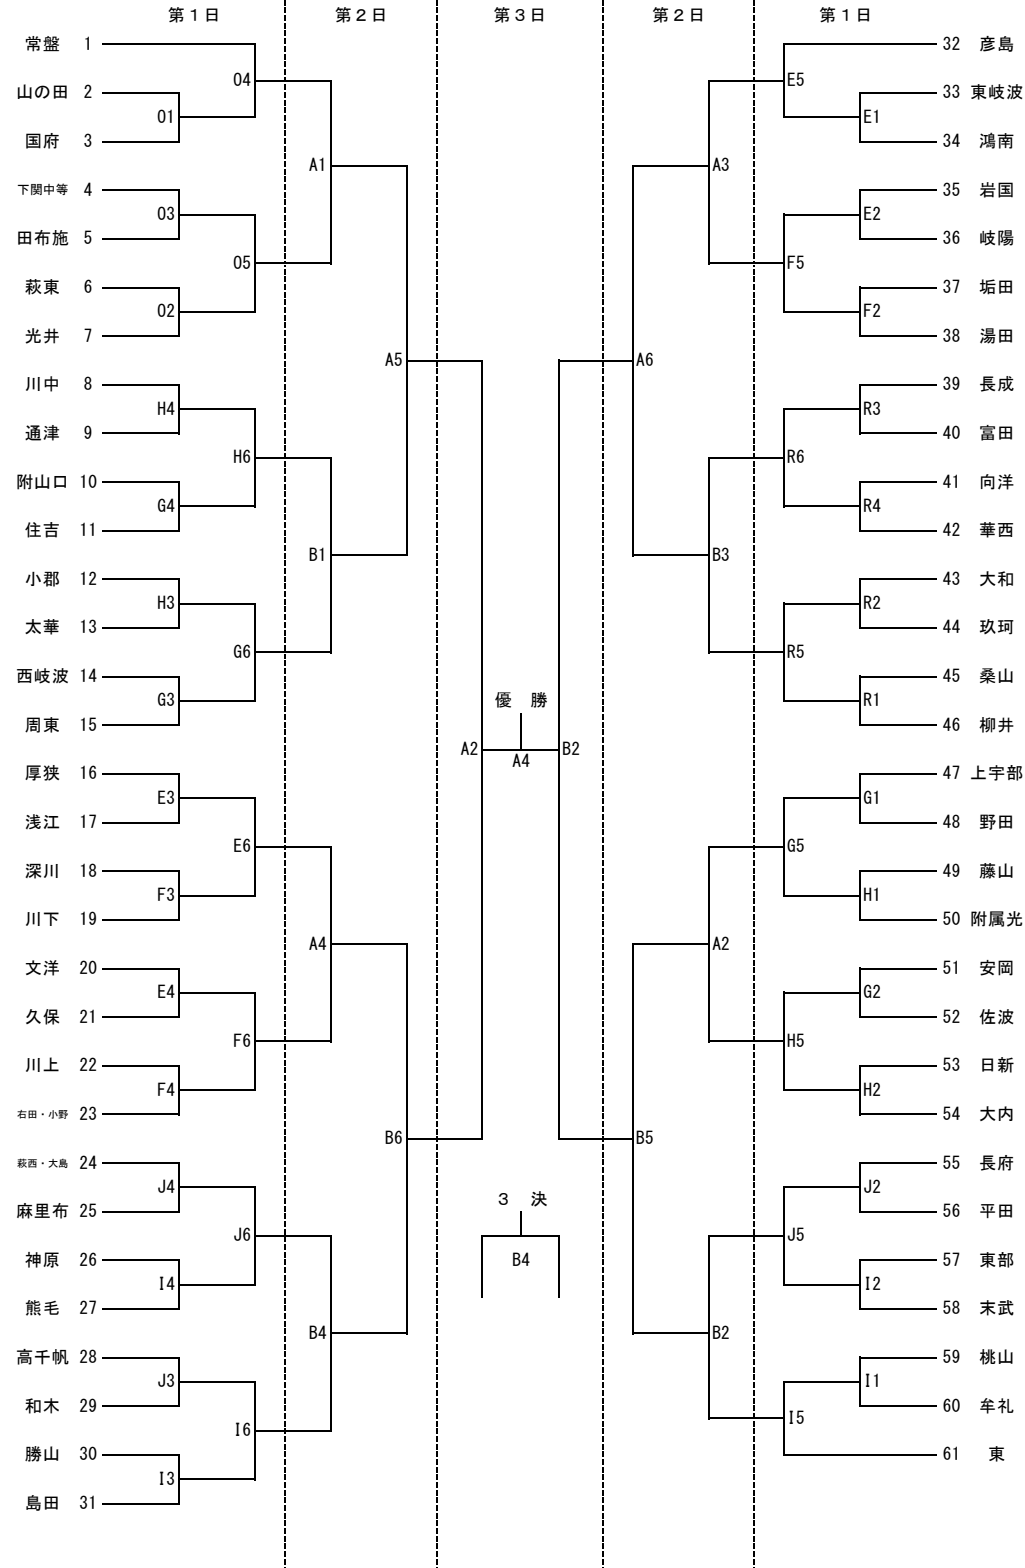 第１日 第２日 第３日 第２日 第１日
常盤 1 32 彦島
O4 E5
山の田 2 33 東岐波
O1 E1
国府 3 34 鴻南
A1 A3
下関中等 4 35 岩国
O3 E2
田布施 5 36 岐陽
O5 F5
萩東 6 37 垢田
O2 F2
光井 7 38 湯田
A5 A6
川中 8 39 長成
H4 R3
通津 9 40 富田
H6 R6
附山口 10 41 向洋
G4 R4
住吉 11 42 華西
B1 B3
小郡 12 43 大和
H3 R2
太華 13 44 玖珂
G6 R5
西岐波 14 45 桑山
G3 優 勝 R1
周東 15 46 柳井
A2 A4 B2
厚狭 16 47 上宇部
E3 G1
浅江 17 48 野田
E6 G5
深川 18 49 藤山
F3 H1
川下 19 50 附属光
A4 A2
文洋 20 51 安岡
E4 G2
久保 21 52 佐波
F6 H5
川上 22 53 日新
F4 H2
右田・小野 23 54 大内
B6 B5
萩西・大島 24 55 長府
J4 ３ 決 J2
麻里布 25 56 平田
J6 J5
神原 26 B4 57 東部
I4 I2
熊毛 27 58 末武
B4 B2
高千帆 28 59 桃山
J3 I1
和木 29 60 牟礼
I6 I5
勝山 30 61 東
I3
島田 31